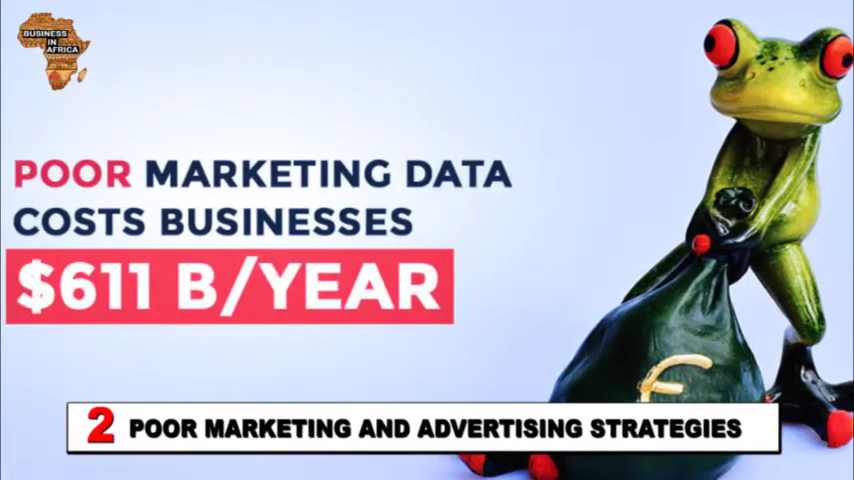 BUSINESS
IN
AFRICA
POOR MARKETING DATA
COSTS BUSINESSES
$611 B/YEAR
2 POOR MARKETING AND ADVERTISING STRATEGIES